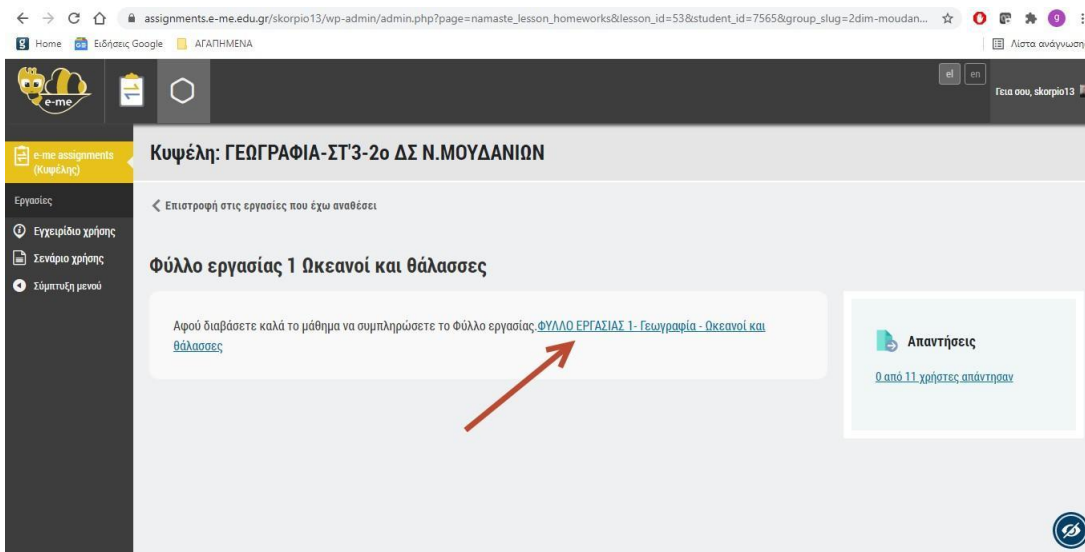 assignments.e-me.edu.gr/skorpio13/wp-admin/admin.php?page=namaste_lesson_homeworks&lesson_id=53&student_id=7565&group_slug=2dim-moudan...
g
Home
Ειδήσεις Google
ΑΓΑΠΗΜΕΝΑ
Λίστα ανάγνωση
e-me
el
en
Γεια σου, skorpio13
e-me assignments
(Κυψέλης)
Κυψέλη: ΓΕΩΓΡΑΦΙΑ-ΣΤ'3-2ο ΔΣ Ν.ΜΟΥΔΑΝΙΩΝ
Εργασίες
Εγχειρίδιο χρήσης
Σενάριο χρήσης
Σύμπτυξη μενού
Επιστροφή στις εργασίες που έχω αναθέσει
Φύλλο εργασίας 1 Ωκεανοί και θάλασσες
Αφού διαβάσετε καλά το μάθημα να συμπληρώσετε το Φύλλο εργασίας.ΦΥΛΛΟ ΕΡΓΑΣΙΑΣ 1- Γεωγραφία - Ωκεανοί και
θάλασσες
Απαντήσεις
0 από 11 χρήστες απάντησαν